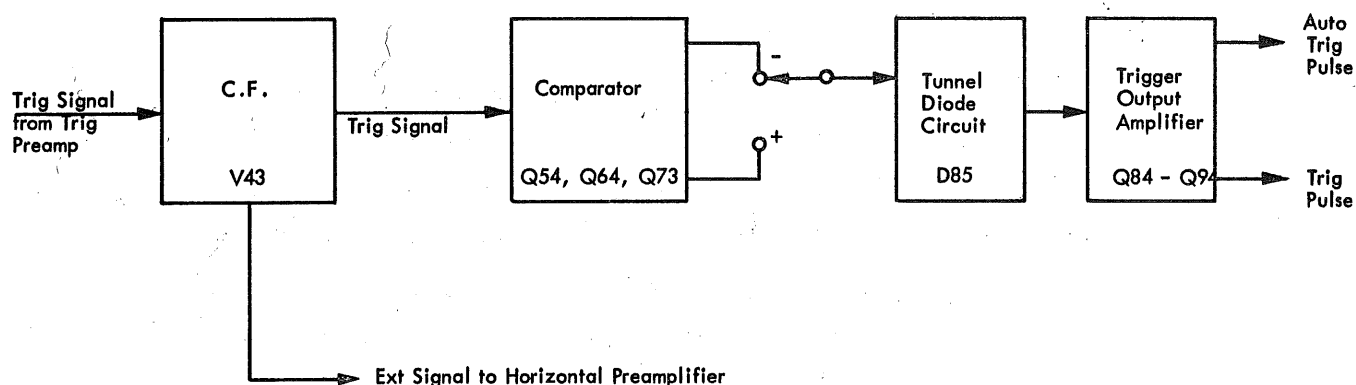 Trig Signal
from Trig
Preamp
C.F.
V43
Trig Signal
Comparator
Q54, Q64, Q73
-
+
Tunnel
Diode
Circuit
D85
Trigger
Output
Amplifier
Q84 - Q94
Auto
Trig
Pulse
Trig
Pulse
Ext Signal to Horizontal Preamplifier